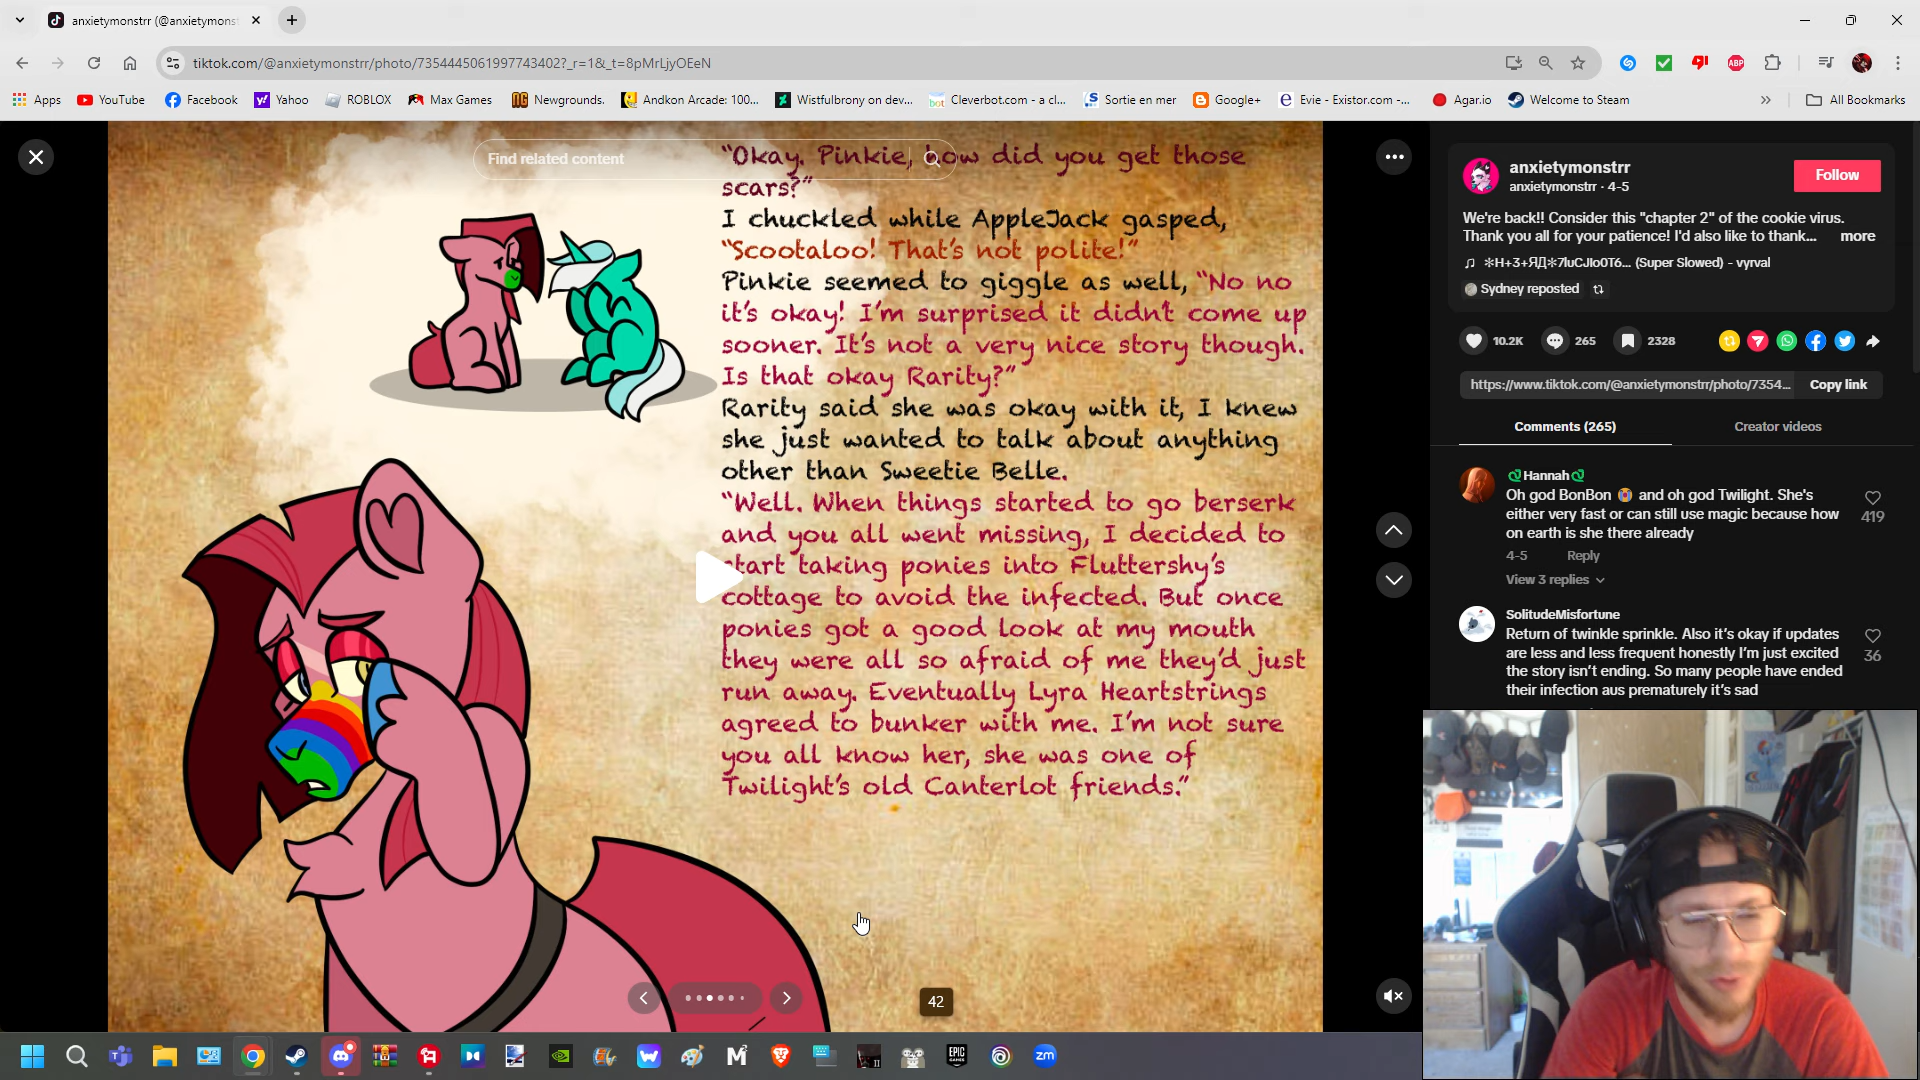 anxietymonstrr (@anxietymons
tiktok.com/@anxietymonstrr/photo/7354445061997743402?_r=1&_t=8pMrLjyOEeN
Apps
YouTube
Facebook
Yahoo
ROBLOX
Max Games
Newgrounds.
Andkon Arcade: 100...
Wistfulbrony on dev...
Cleverbot.com - a cl...
Sortie en mer
Google+
Evie - Existor.com -...
Agar.io
Welcome to Steam
All Bookmarks
Find related content
“Okay. Pinkie, how did you get those
scars?”
I chuckled while AppleJack gasped,
“Scootaloo! That’s not polite!”
Pinkie seemed to giggle as well, “No no
it’s okay! I’m surprised it didn’t come up
sooner. It’s not a very nice story though.
Is that okay Rarity?”
Rarity said she was okay with it, I knew
she just wanted to talk about anything
other than Sweetie Belle.
“Well. When things started to go berserk
and you all went missing, I decided to
start taking ponies into Fluttershy’s
cottage to avoid the infected. But once
ponies got a good look at my mouth
they were all so afraid of me they’d just
run away. Eventually Lyra Heartstrings
agreed to bunker with me. I’m not sure
you all know her, she was one of
Twilight’s old Canterlot friends.”
42
anxietymonstrr
anxietymonstrr · 4-5
Follow
We're back!! Consider this "chapter 2" of the cookie virus.
Thank you all for your patience! I'd also like to thank... more
(Super Slowed) - vyrval
Sydney reposted
10.2K
265
2328
https://www.tiktok.com/@anxietymonstrr/photo/7354...
Copy link
Comments (265)
Creator videos
Hannah
Oh god BonBon 😭 and oh god Twilight. She's
either very fast or can still use magic because how
on earth is she there already
419
4-5 Reply
View 3 replies
SolitudeMisfortune
Return of twinkle sprinkle. Also it’s okay if updates
are less and less frequent honestly I’m just excited
the story isn’t ending. So many people have ended
their infection aus prematurely it’s sad
36
ABP
EPIC
GAMES
zm